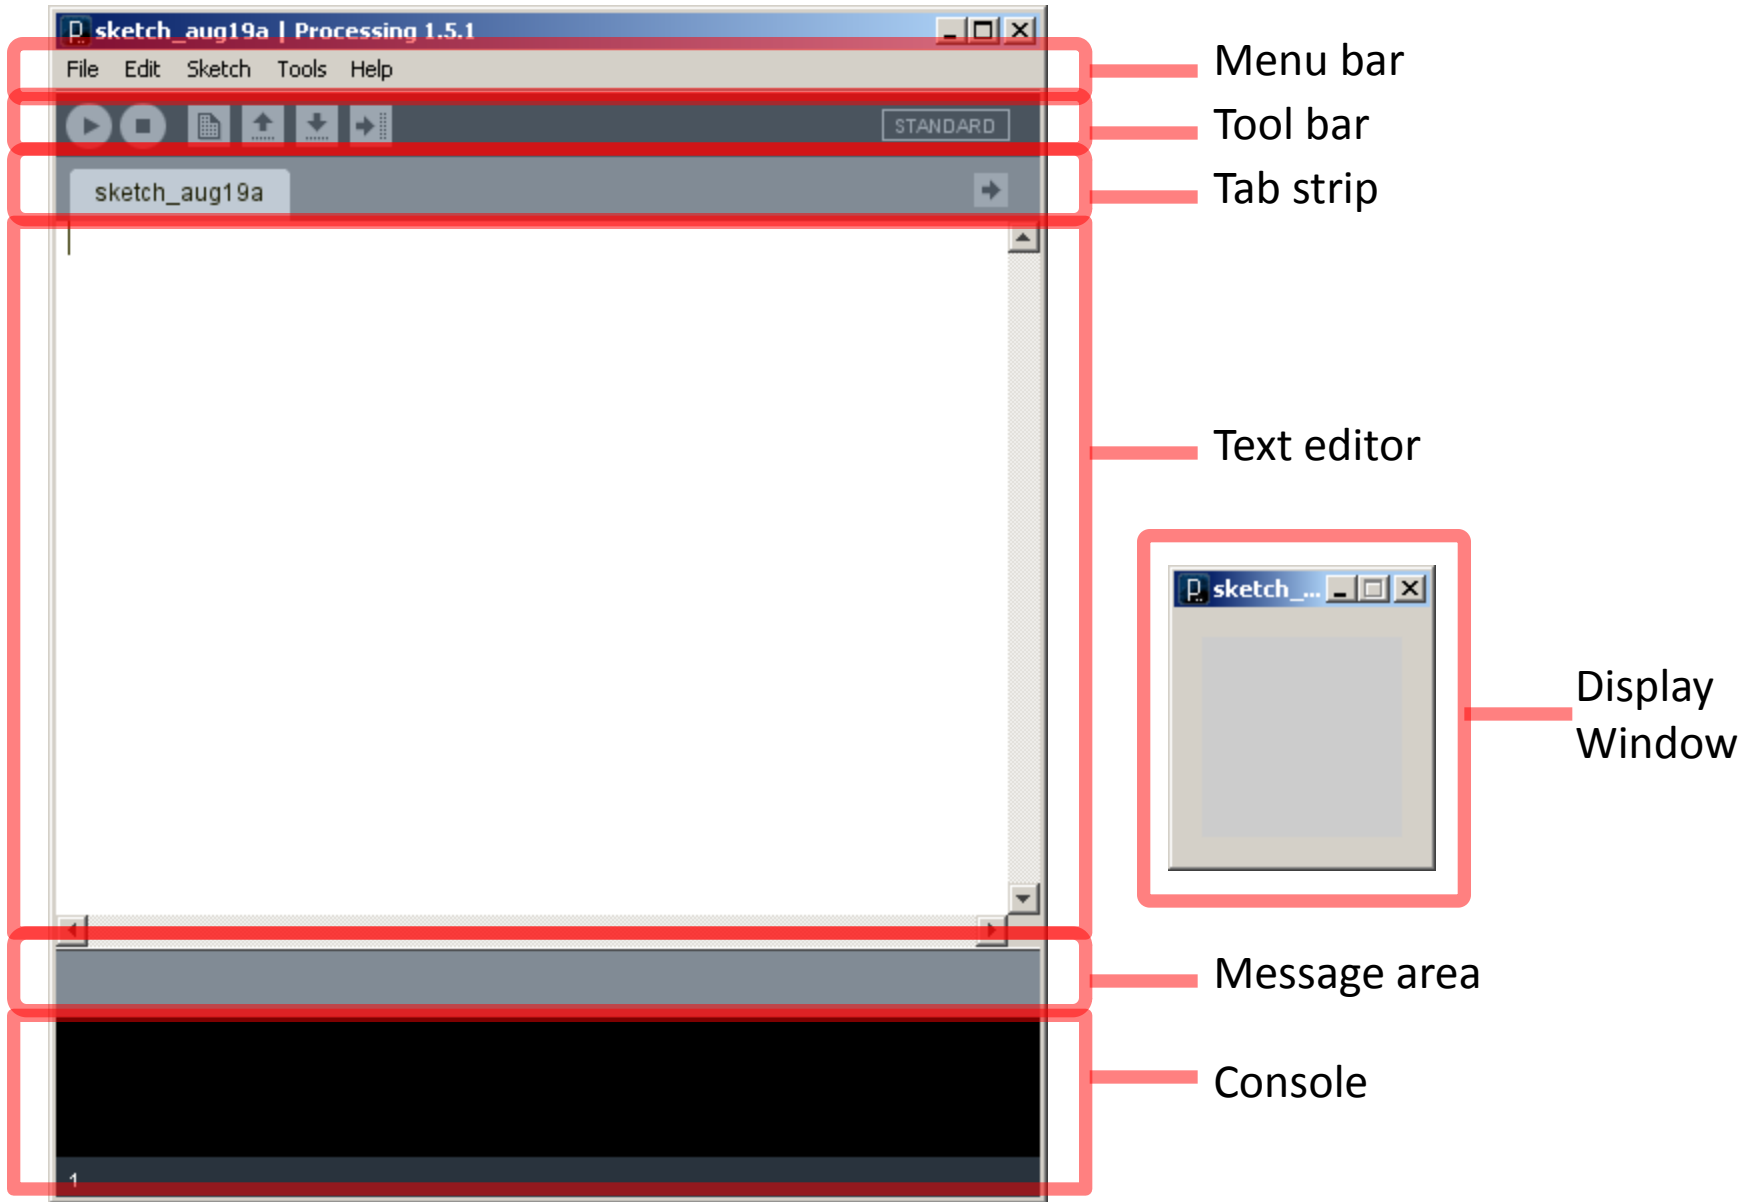 sketch_aug19a | Processing 1.5.1
File Edit Sketch Tools Help
Menu bar
STANDARD
Tool bar
sketch_aug19a
Tab strip
Text editor
sketch_...
Display
Window
Message area
Console
1